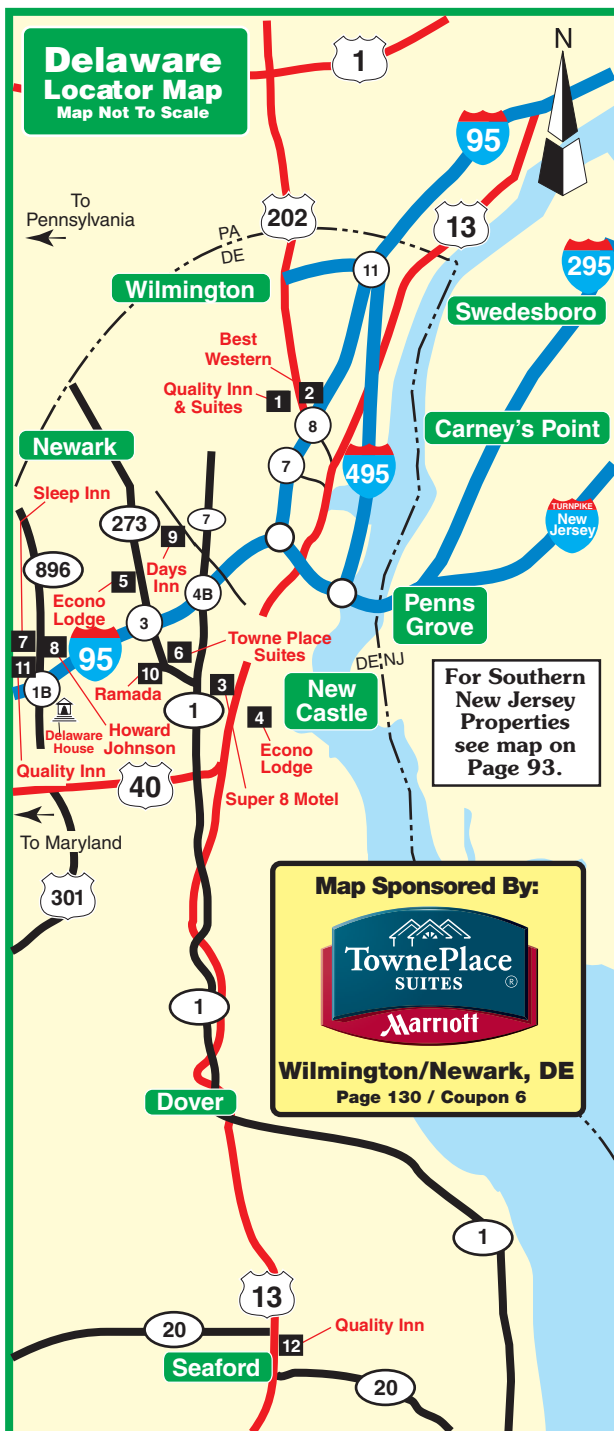 Delaware
Locator Map
Map Not To Scale
1
N
95
To
Pennsylvania
202
13
PA
DE
11
295
Wilmington
Swedesboro
Best
Western
Quality Inn
& Suites
1
2
8
Carney's Point
Newark
7
495
Sleep Inn
273
7
TURNPIKE
New
Jersey
9
896
Days
Inn
5
Econo
Lodge
4B
3
Penns
Grove
7
8
95
6
Towne Place
Suites
11
10
Ramada
DE
NJ
1B
3
New
Castle
For Southern
New Jersey
Properties
see map on
Page 93.
1
4
Delaware
House
Howard
Johnson
Econo
Lodge
Quality Inn
40
Super 8 Motel
To Maryland
301
Map Sponsored By:
TownePlace
SUITES
®
Marriott
Wilmington/Newark, DE
Page 130 / Coupon 6
1
Dover
1
13
20
12
Quality Inn
Seaford
20